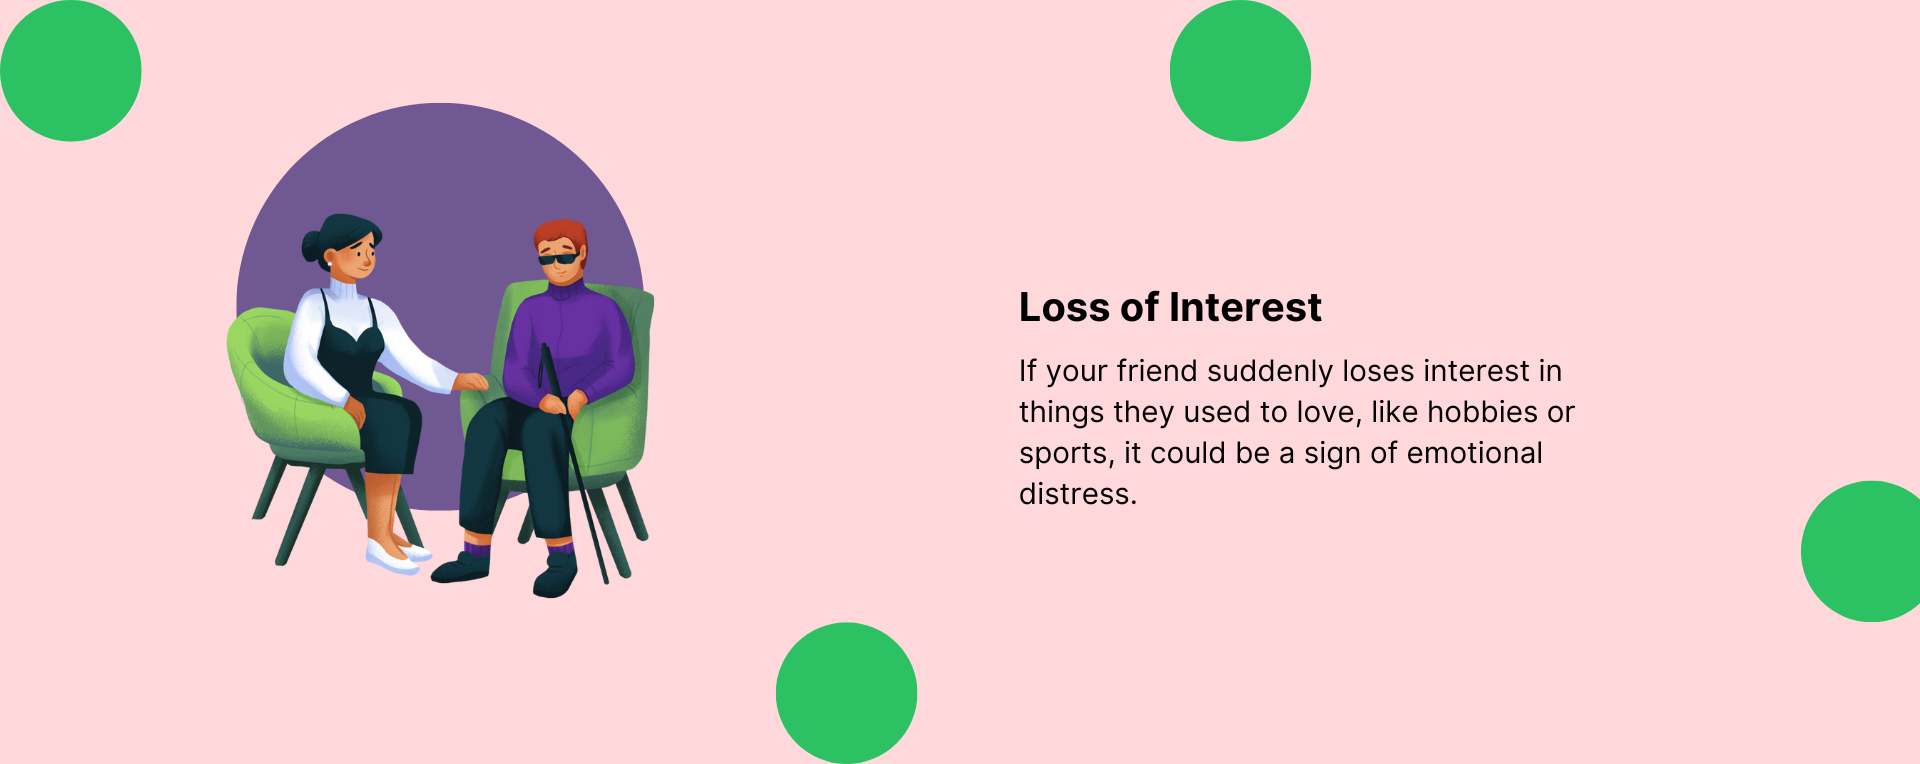 Loss of Interest
If your friend suddenly loses interest in
things they used to love, like hobbies or
sports, it could be a sign of emotional
distress.